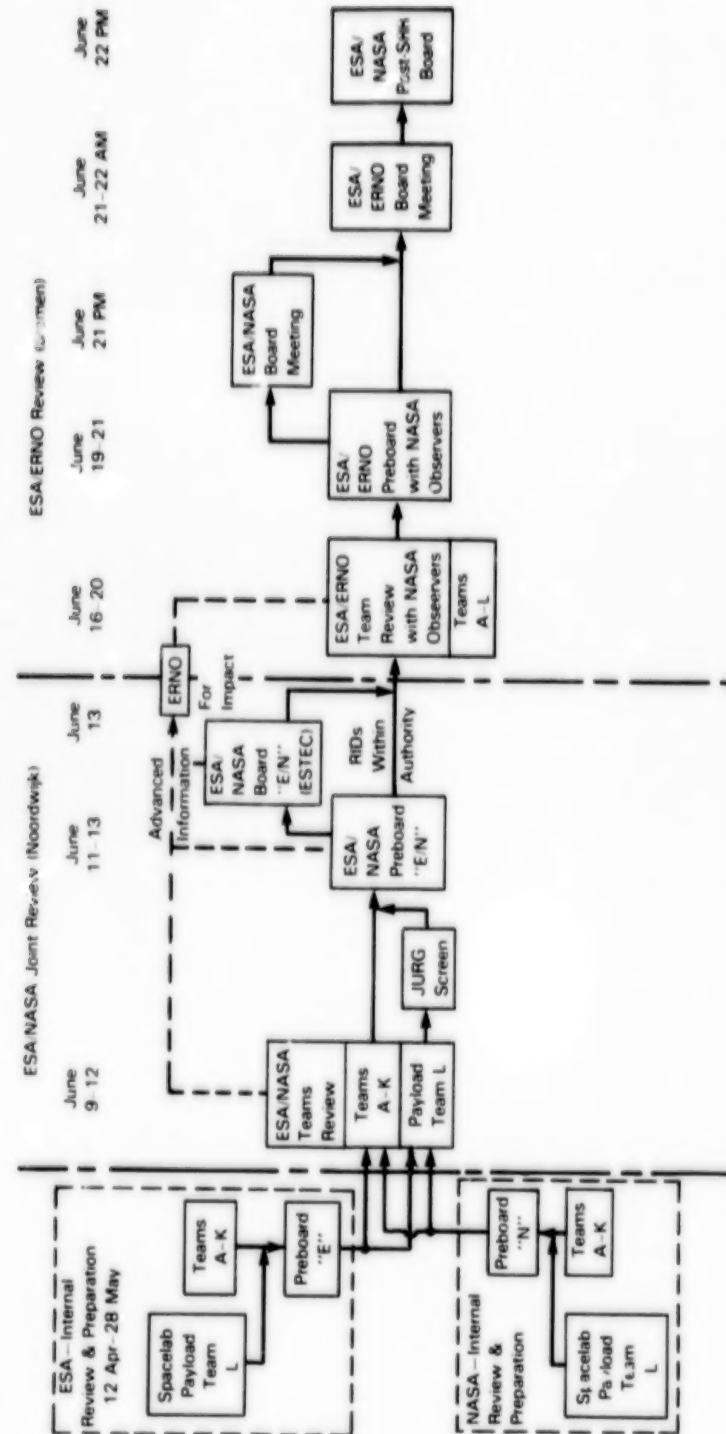 ESA – Internal
Review & Preparation
12 Apr - 28 May
Spacelab
Payload
Team
L
Teams
A-K
Preboard
"E"
NASA – Internal
Review &
Preparation
Preboard
"N"
Teams
A-K
Spacelab
Payload
Team
L
ESA/NASA Joint Review (Noordwijk)
June
9-12
June
11-13
June
13
ESA/NASA
Teams
Review
Teams
A-K
Payload
Team L
JURG
Screen
Advanced
Information
ESA/
NASA
Preboard
"E/N"
ESA/
NASA
Board
"E/N"
(ESTEC)
ERNO
For
Impact
RIDs
Within
Authority
ESA/ERNO Review
June
16-20
June
19-21
June
21 PM
June
21-22 AM
June
22 PM
ESA/ERNO
Team
Review
with NASA
Obseervers
Teams
A-L
ESA/
ERNO
Preboard
with NASA
Observers
ESA/NASA
Board
Meeting
ESA/
ERNO
Board
Meeting
ESA/
NASA
Board